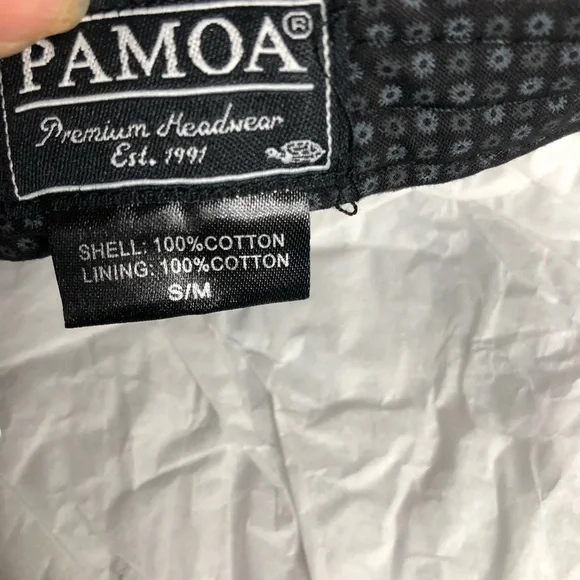 PAMOA®
Premium Headwear
Est. 1991
SHELL: 100%COTTON
LINING: 100%COTTON
S/M